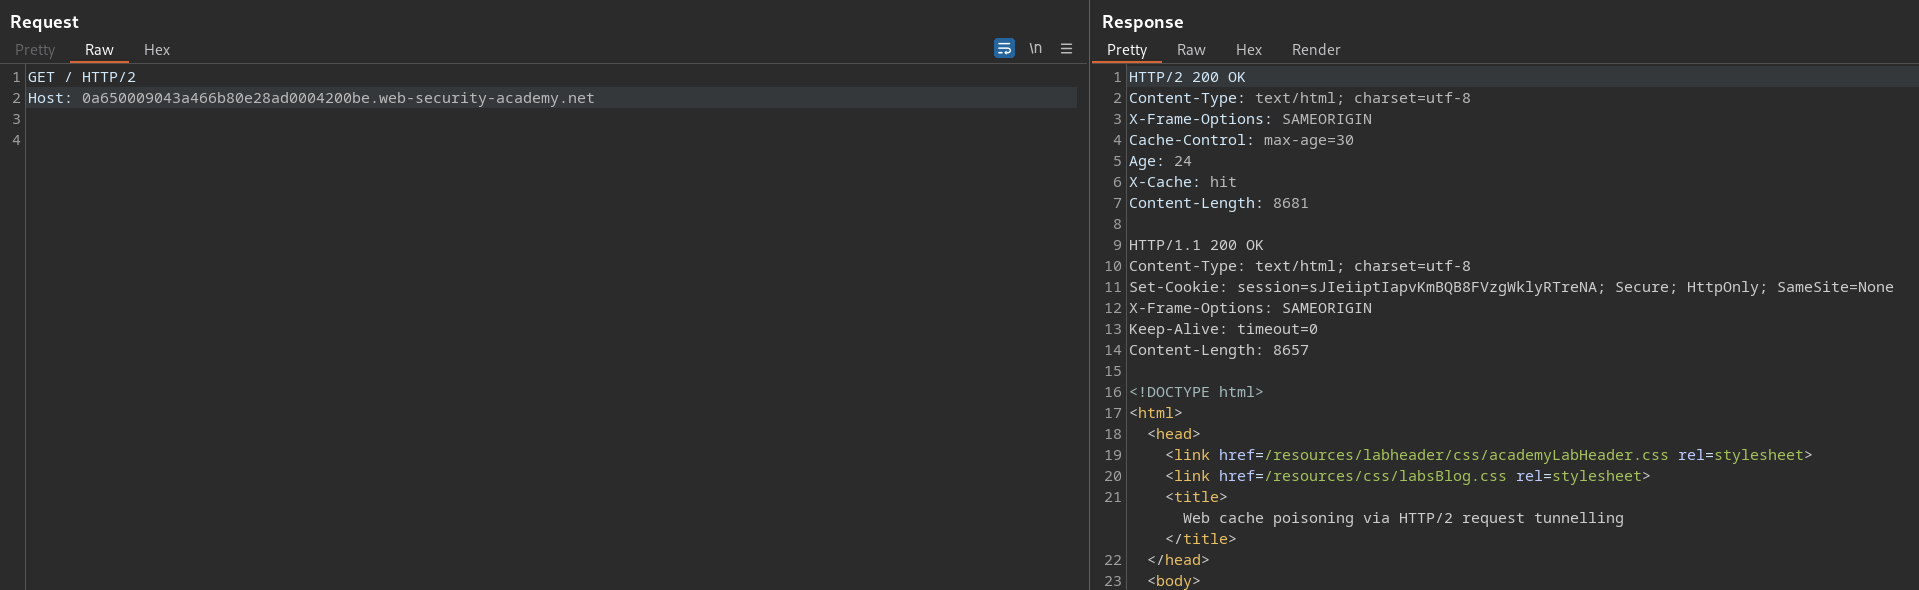 Request
Pretty Raw Hex
\n
1 GET / HTTP/2
2 Host: 0a650009043a466b80e28ad0004200be.web-security-academy.net
3
4
Response
Pretty Raw Hex Render
1 HTTP/2 200 OK
2 Content-Type: text/html; charset=utf-8
3 X-Frame-Options: SAMEORIGIN
4 Cache-Control: max-age=30
5 Age: 24
6 X-Cache: hit
7 Content-Length: 8681
8
9 HTTP/1.1 200 OK
10 Content-Type: text/html; charset=utf-8
11 Set-Cookie: session=sJIeiiptIapvKmBQB8FVzgWklyRTreNA; Secure; HttpOnly; SameSite=None
12 X-Frame-Options: SAMEORIGIN
13 Keep-Alive: timeout=0
14 Content-Length: 8657
15
16 <!DOCTYPE html>
17 <html>
18 <head>
19 <link href=/resources/labheader/css/academyLabHeader.css rel=stylesheet>
20 <link href=/resources/css/labsBlog.css rel=stylesheet>
21 <title>
Web cache poisoning via HTTP/2 request tunnelling
</title>
22 </head>
23 <body>